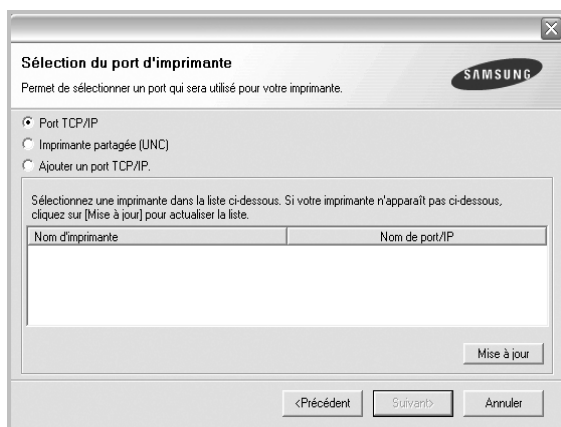 Sélection du port d'imprimante
Permet de sélectionner un port qui sera utilisé pour votre imprimante.
SAMSUNG
Port TCP/IP
Imprimante partagée (UNC)
Ajouter un port TCP/IP.
Sélectionnez une imprimante dans la liste ci-dessous. Si votre imprimante n'apparaît pas ci-dessous,
cliquez sur [Mise à jour] pour actualiser la liste.
Nom d'imprimante Nom de port/IP
Mise à jour
<Précédent Suivant> Annuler